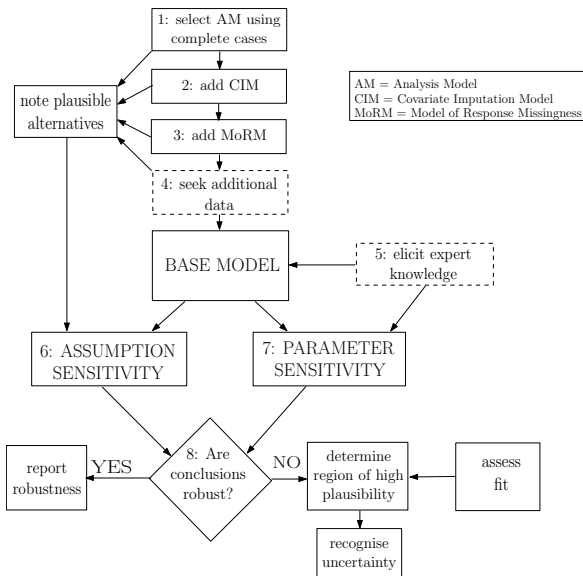 1: select AM using
complete cases
2: add CIM
note plausible
alternatives
3: add MoRM
4: seek additional
data
AM = Analysis Model
CIM = Covariate Imputation Model
MoRM = Model of Response Missingness
BASE MODEL
5: elicit expert
knowledge
6: ASSUMPTION
SENSITIVITY
7: PARAMETER
SENSITIVITY
8: Are
conclusions
robust?
YES
NO
report
robustness
determine
region of high
plausibility
assess
fit
recognise
uncertainty